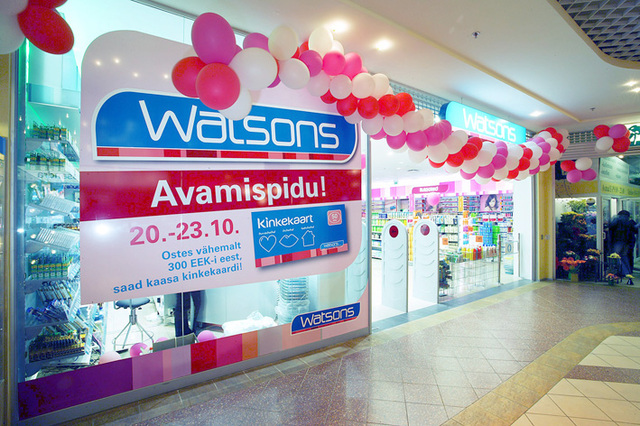 Watsons
Avamispidu!
20.-23.10.
Ostes vähemalt
300 EEK-i eest,
saad kaasa kinkekaardi!
Kinkekaart
Watsons
Watsons